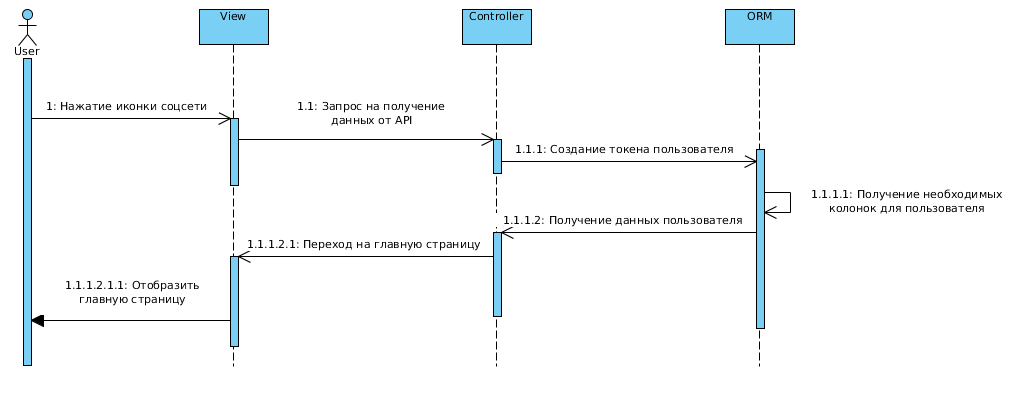 User
View
Controller
ORM
1: Нажатие иконки соцсети
1.1: Запрос на получение
данных от API
1.1.1: Создание токена пользователя
1.1.1.1: Получение необходимых
колонок для пользователя
1.1.1.2: Получение данных пользователя
1.1.1.2.1: Переход на главную страницу
1.1.1.2.1.1: Отобразить
главную страницу